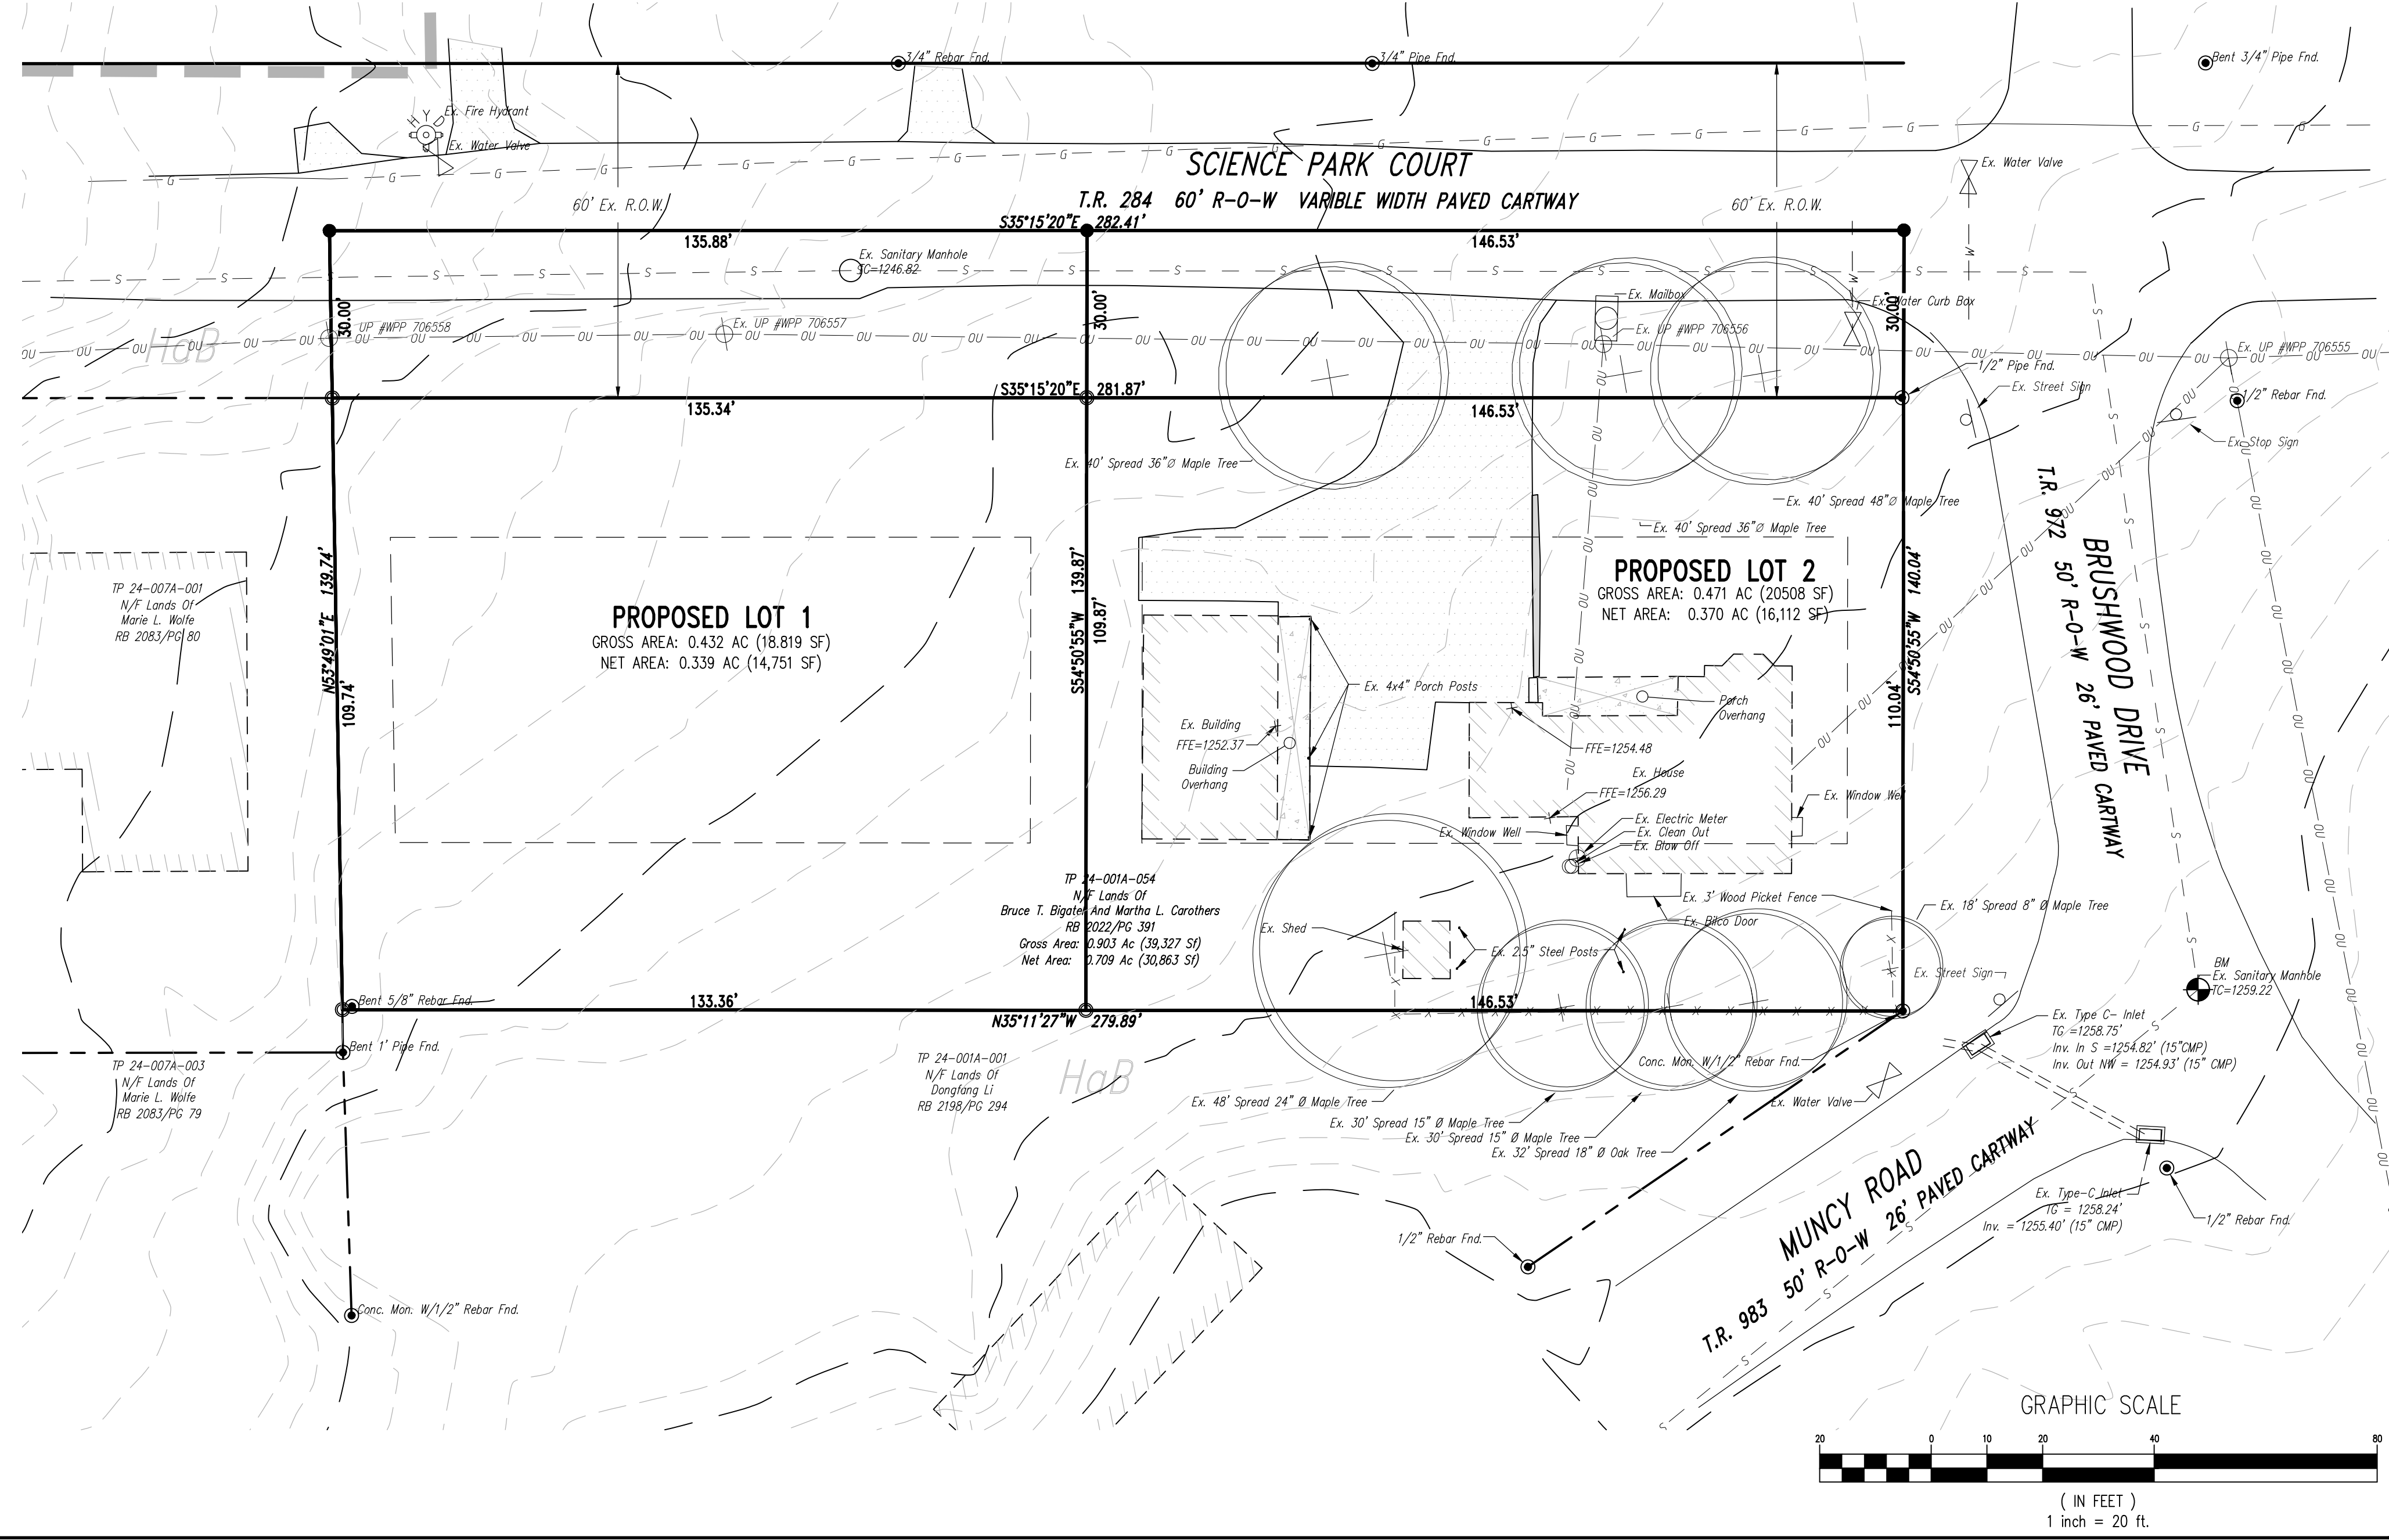 3/4" Rebar Fnd.
3/4" Pipe Fnd.
Bent 3/4" Pipe Fnd.
H Y D
Ex. Fire Hydrant
Ex. Water Valve
SCIENCE PARK COURT
T.R. 284 60' R-O-W VARIBLE WIDTH PAVED CARTWAY
60' Ex. R.O.W.
60' Ex. R.O.W.
Ex. Water Valve
S35°15'20"E 282.41'
135.88'
146.53'
Ex. Sanitary Manhole
TC=1246.82
30.00'
30.00'
30.00'
Ex. Mailbox
Ex. Water Curb Box
HaB
UP #WPP 706558
Ex. UP #WPP 706557
Ex. UP #WPP 706556
Ex. UP #WPP 706555
1/2" Pipe Fnd.
Ex. Street Sign
1/2" Rebar Fnd.
Ex. Stop Sign
S35°15'20"E 281.87'
135.34'
146.53'
Ex. 40' Spread 36"Ø Maple Tree
Ex. 40' Spread 48"Ø Maple Tree
Ex. 40' Spread 36"Ø Maple Tree
T.R. 972 50' R-O-W 26' PAVED CARTWAY
BRUSHWOOD DRIVE
TP 24-007A-001
N/F Lands Of
Marie L. Wolfe
RB 2083/PG 80
N53°49'01"E 139.74'
109.74'
PROPOSED LOT 1
GROSS AREA: 0.432 AC (18.819 SF)
NET AREA: 0.339 AC (14,751 SF)
S54°50'55"W 139.87'
109.87'
PROPOSED LOT 2
GROSS AREA: 0.471 AC (20508 SF)
NET AREA: 0.370 AC (16,112 SF)
S54°50'55"W 140.04'
110.04'
Ex. 4x4" Porch Posts
Porch
Overhang
Ex. Building
FFE=1252.37
Building
Overhang
FFE=1254.48
Ex. House
FFE=1256.29
Ex. Window Well
Ex. Window Well
Ex. Electric Meter
Ex. Clean Out
Ex. Blow Off
TP 24-001A-054
N/F Lands Of
Bruce T. Bigatel And Martha L. Carothers
RB 2022/PG 391
Gross Area: 0.903 Ac (39,327 Sf)
Net Area: 0.709 Ac (30,863 Sf)
Ex. 3' Wood Picket Fence
Ex. Bilco Door
Ex. 18' Spread 8" Ø Maple Tree
Ex. Shed
Ex. 2.5" Steel Posts
Ex. Street Sign
BM
Ex. Sanitary Manhole
TC=1259.22
Bent 5/8" Rebar Fnd.
133.36'
146.53'
N35°11'27"W 279.89'
Bent 1' Pipe Fnd.
TP 24-007A-003
N/F Lands Of
Marie L. Wolfe
RB 2083/PG 79
TP 24-001A-001
N/F Lands Of
Dongfang Li
RB 2198/PG 294
HaB
Ex. Type C- Inlet
TG =1258.75'
Inv. In S =1254.82' (15"CMP)
Inv. Out NW = 1254.93' (15" CMP)
Conc. Mon. W/1/2" Rebar Fnd.
Ex. Water Valve
Ex. 48' Spread 24" Ø Maple Tree
Ex. 30' Spread 15" Ø Maple Tree
Ex. 30' Spread 15" Ø Maple Tree
Ex. 32' Spread 18" Ø Oak Tree
MUNCY ROAD
T.R. 983 50' R-O-W 26' PAVED CARTWAY
Ex. Type-C Inlet
TG = 1258.24'
Inv. = 1255.40' (15" CMP)
1/2" Rebar Fnd.
1/2" Rebar Fnd.
Conc. Mon. W/1/2" Rebar Fnd.
GRAPHIC SCALE
20 0 10 20 40 80
( IN FEET )
1 inch = 20 ft.